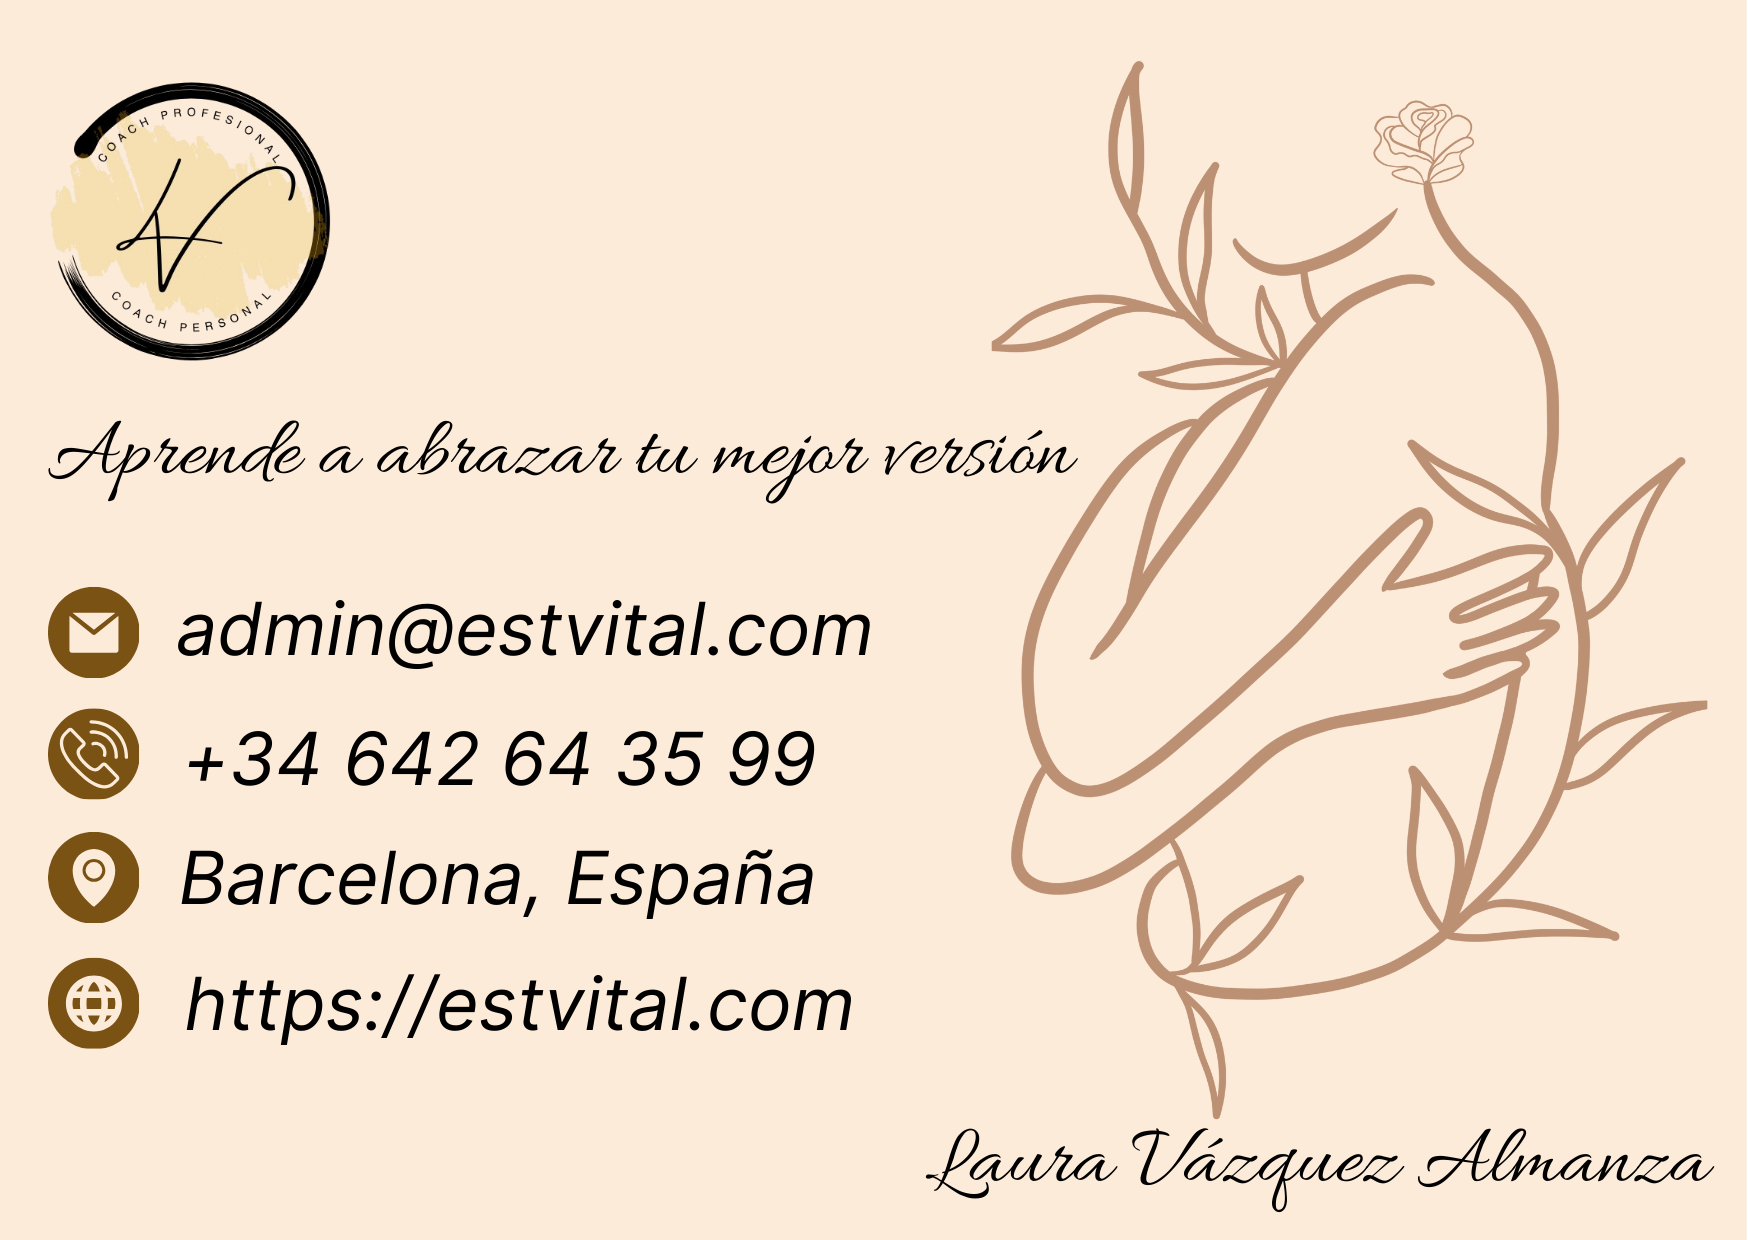 COACH PROFESIONAL
LV
COACH PERSONAL
Aprende a abrazar tu mejor versión
admin@estvital.com
+34 642 64 35 99
Barcelona, España
https://estvital.com
Laura Vázquez Almanza